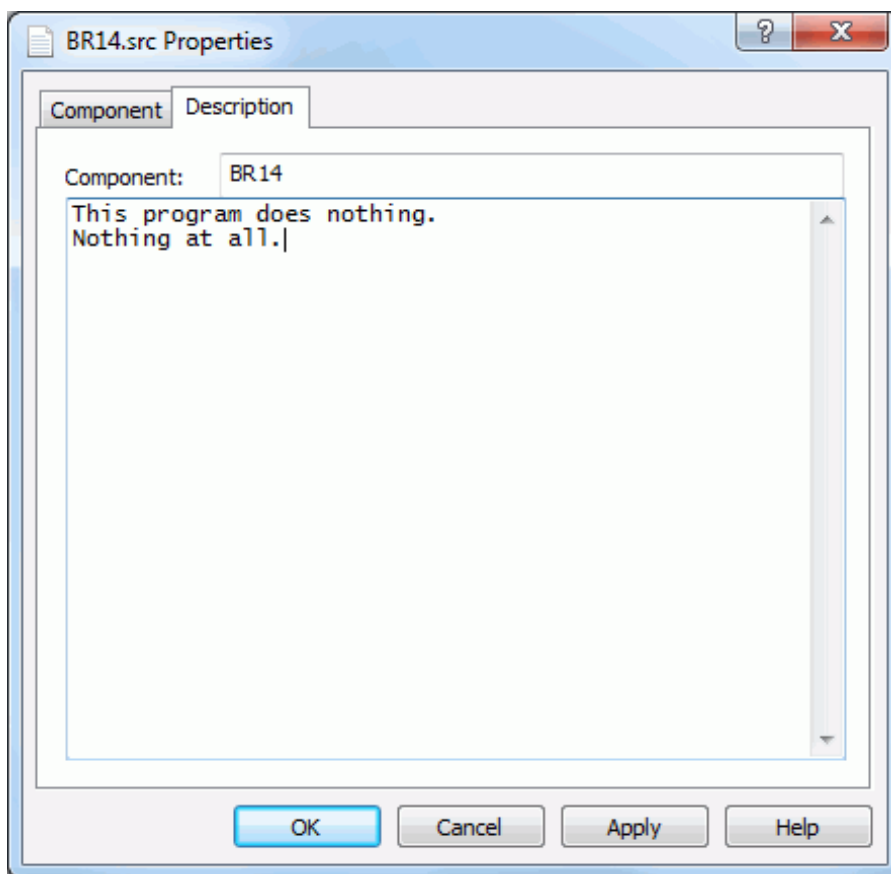 BR14.src Properties
Component
Description
Component:
BR14
This program does nothing.
Nothing at all.
OK
Cancel
Apply
Help